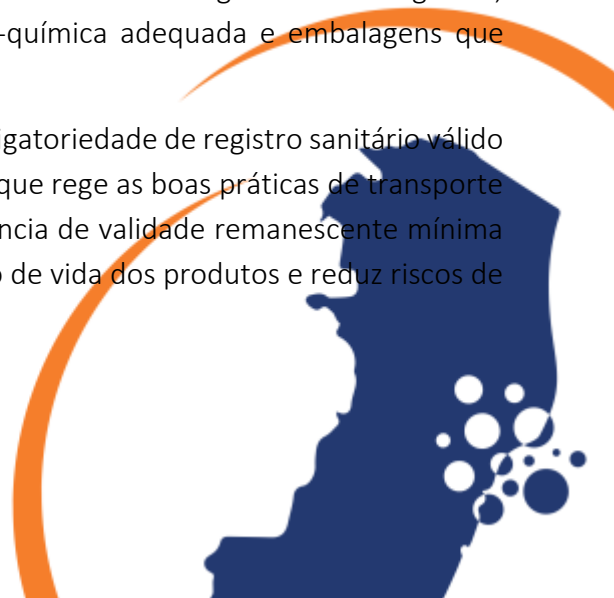 -química adequada e embalagens que
igatoriedade de registro sanitário válido
que rege as boas práticas de transporte
ncia de validade remanescente mínima
o de vida dos produtos e reduz riscos de